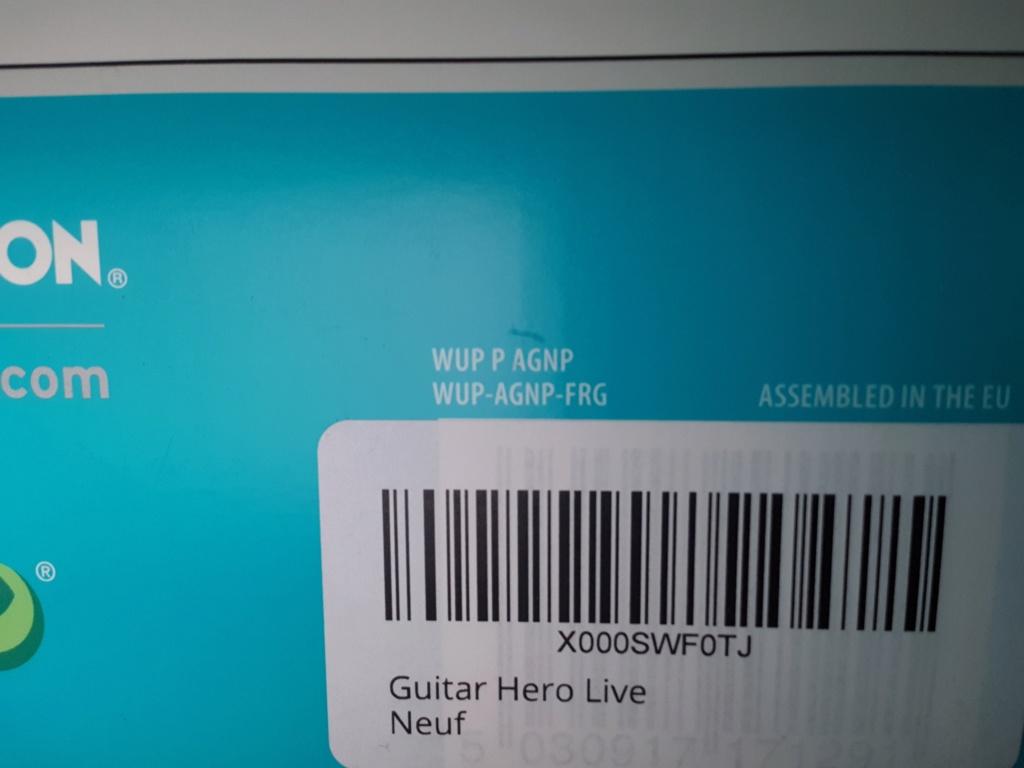 ON®
.com
WUP P AGNP
WUP-AGNP-FRG
ASSEMBLED IN THE EU
X000SWF0TJ
Guitar Hero Live
Neuf
®